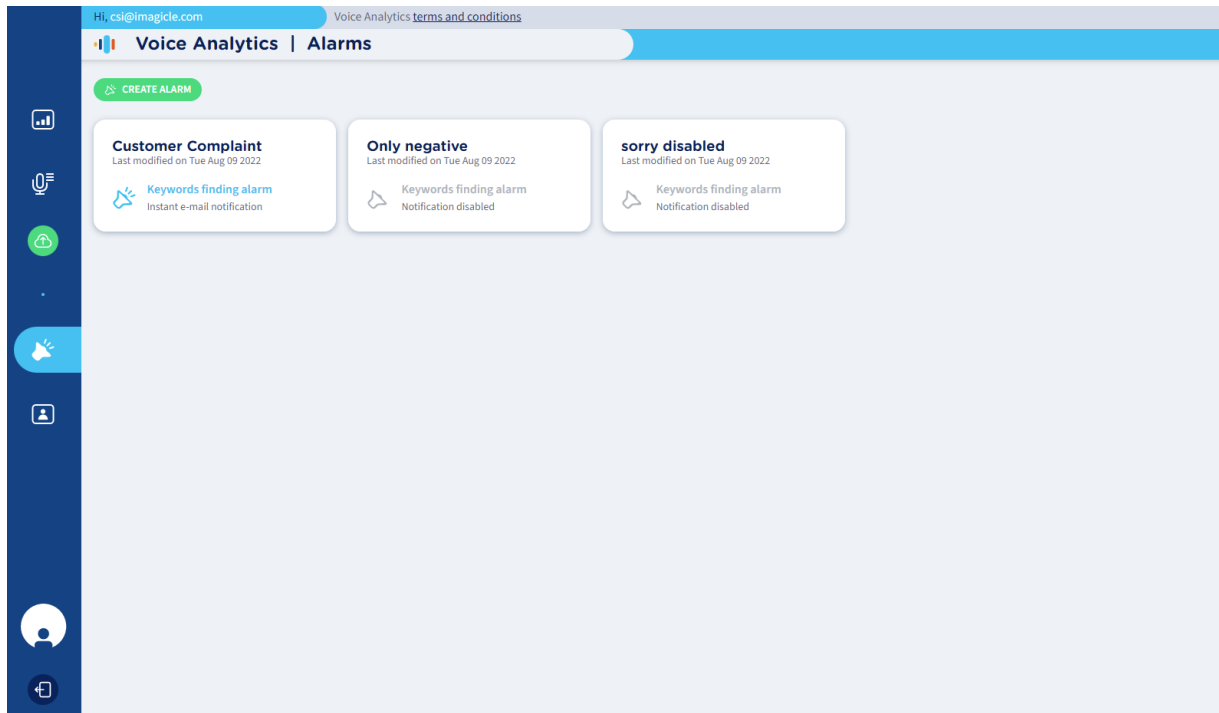 Hi, csi@imagicle.com
Voice Analytics terms and conditions
Voice Analytics | Alarms
CREATE ALARM
Customer Complaint
Last modified on Tue Aug 09 2022
Keywords finding alarm
Instant e-mail notification
Only negative
Last modified on Tue Aug 09 2022
Keywords finding alarm
Notification disabled
sorry disabled
Last modified on Tue Aug 09 2022
Keywords finding alarm
Notification disabled